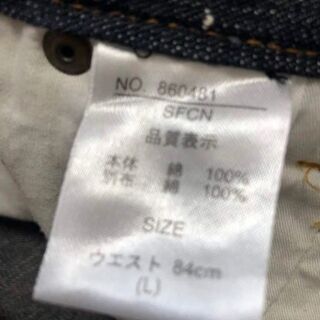 NO. 860481
SFCN
品質表示
本体 綿 100%
別布 綿 100%
SIZE
ウエスト 84cm
(L)